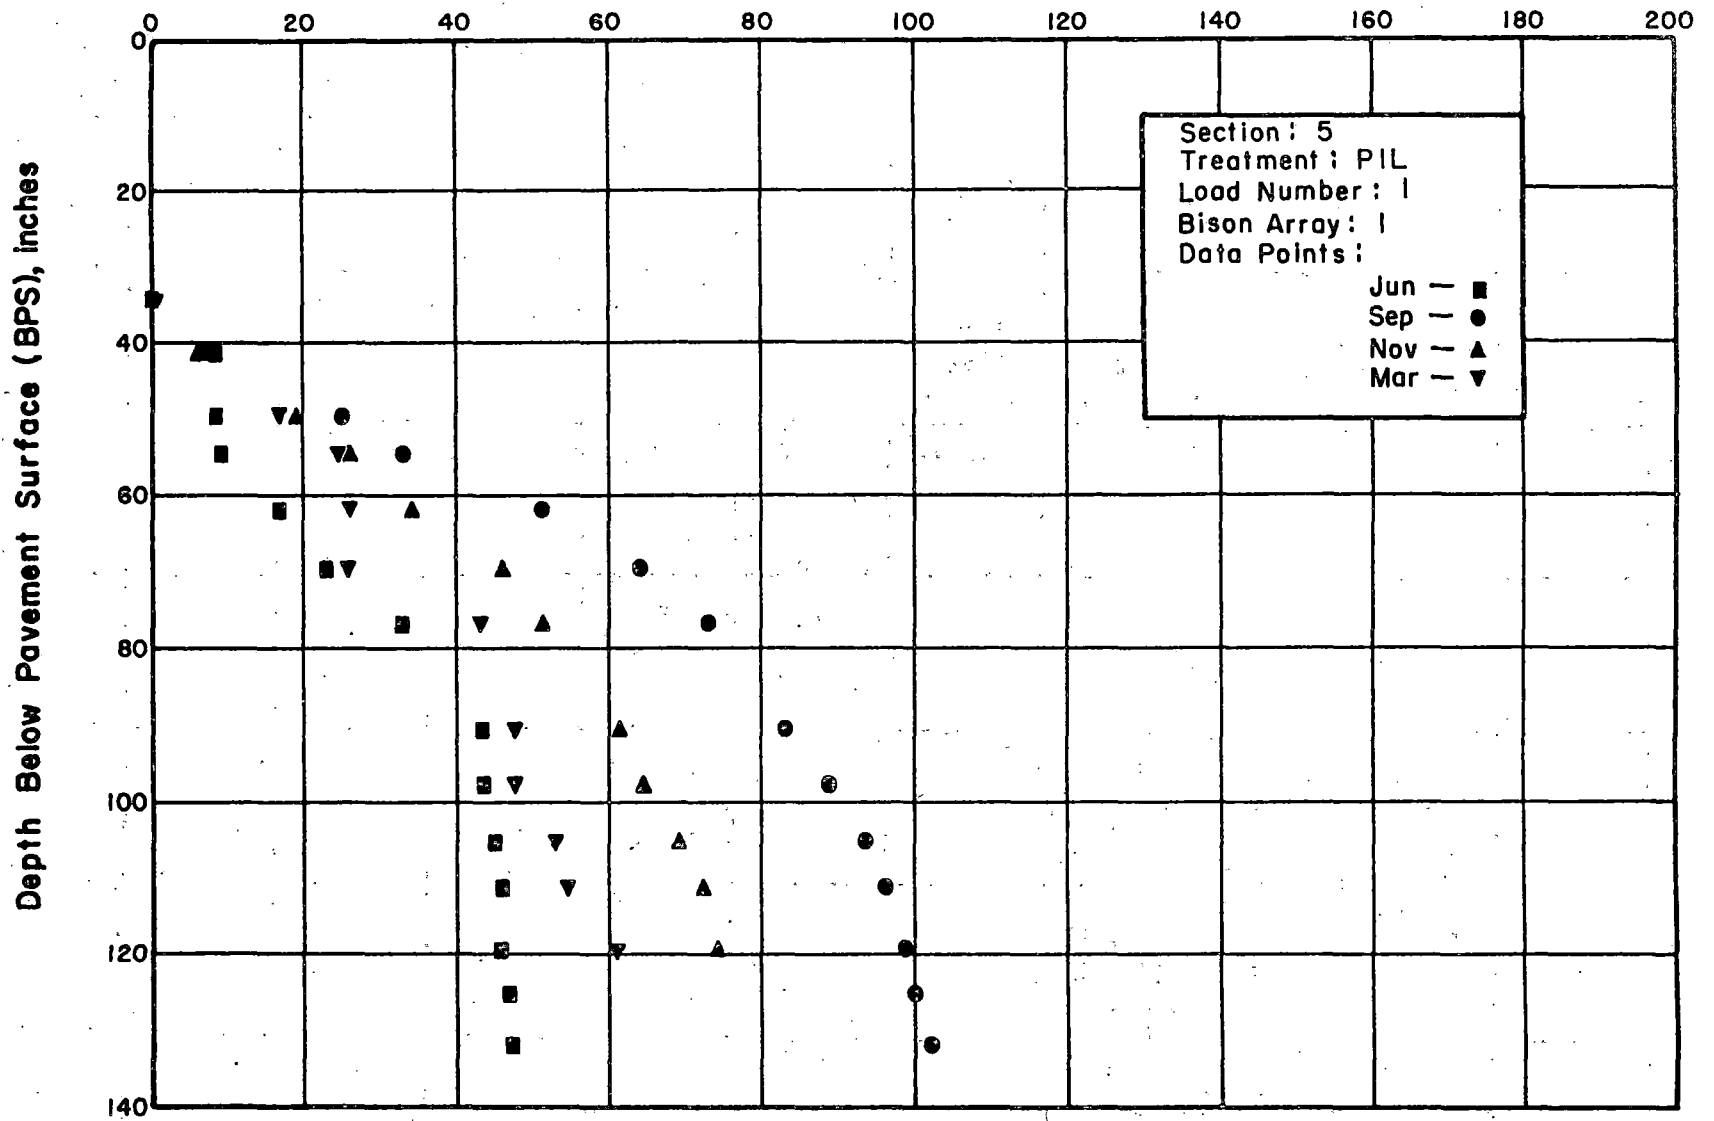 0 20 40 60 80 100 120 140 160 180 200
0
20
40
60
80
100
120
140
Depth Below Pavement Surface (BPS), inches
Section: 5
Treatment: PIL
Load Number: 1
Bison Array: 1
Data Points:
Jun —
Sep —
Nov —
Mar —